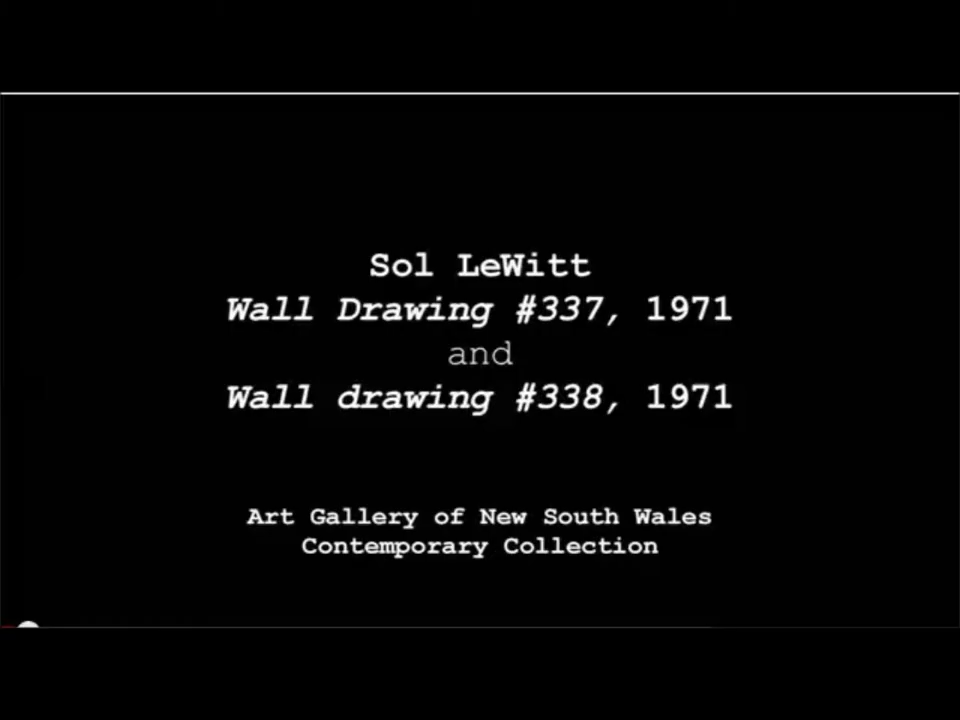 Sol LeWitt
Wall Drawing #337, 1971
and
Wall drawing #338, 1971
Art Gallery of New South Wales
Contemporary Collection